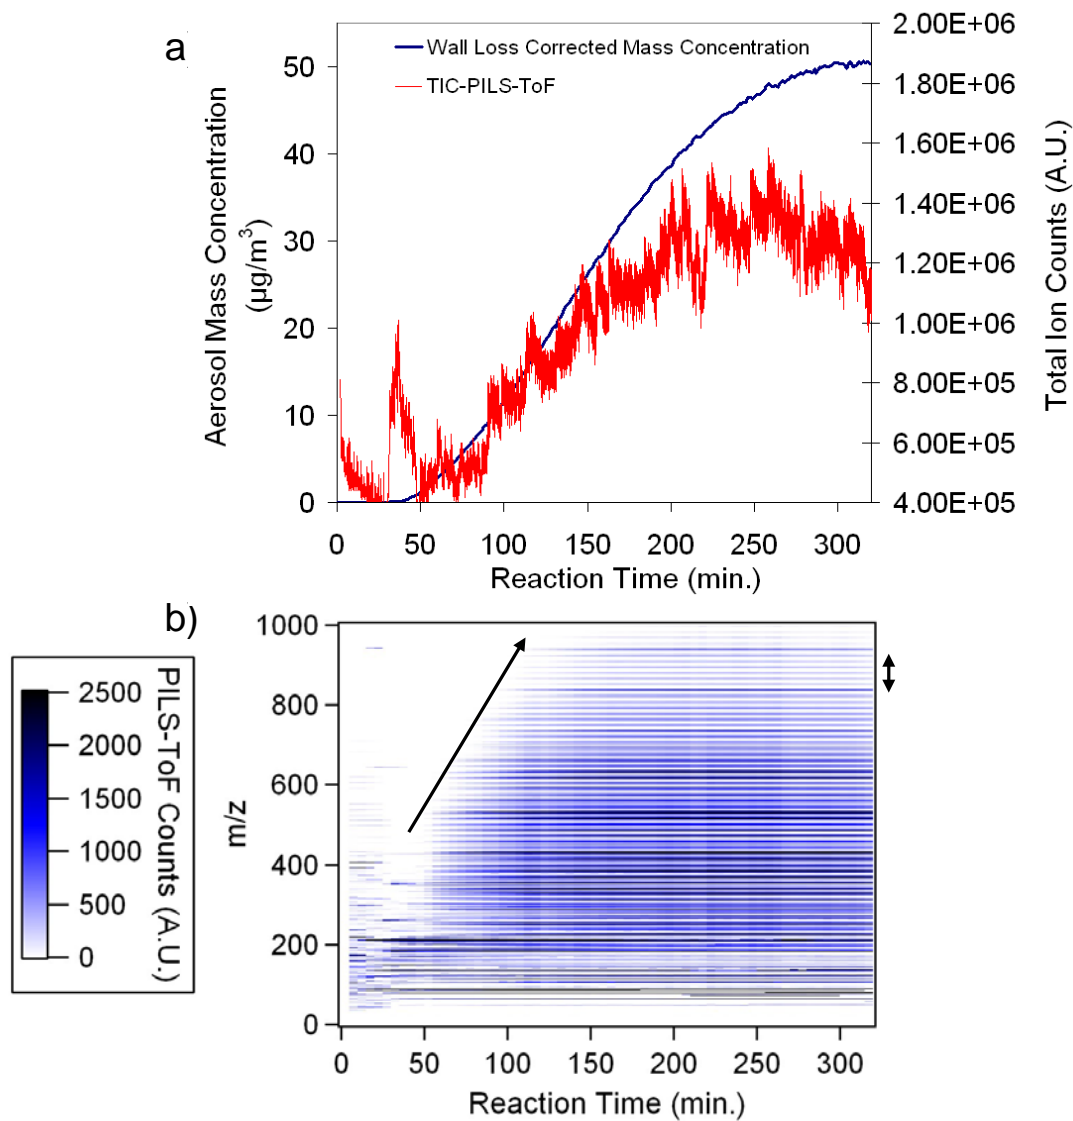 a
Wall Loss Corrected Mass Concentration
TIC-PILS-ToF
Aerosol Mass Concentration
(µg/m³)
50
40
30
20
10
0
2.00E+06
1.80E+06
1.60E+06
1.40E+06
1.20E+06
1.00E+06
8.00E+05
6.00E+05
4.00E+05
Total Ion Counts (A.U.)
0 50 100 150 200 250 300
Reaction Time (min.)
b)
PILS-ToF Counts (A.U.)
2500
2000
1500
1000
500
0
m/z
1000
800
600
400
200
0
0 50 100 150 200 250 300
Reaction Time (min.)